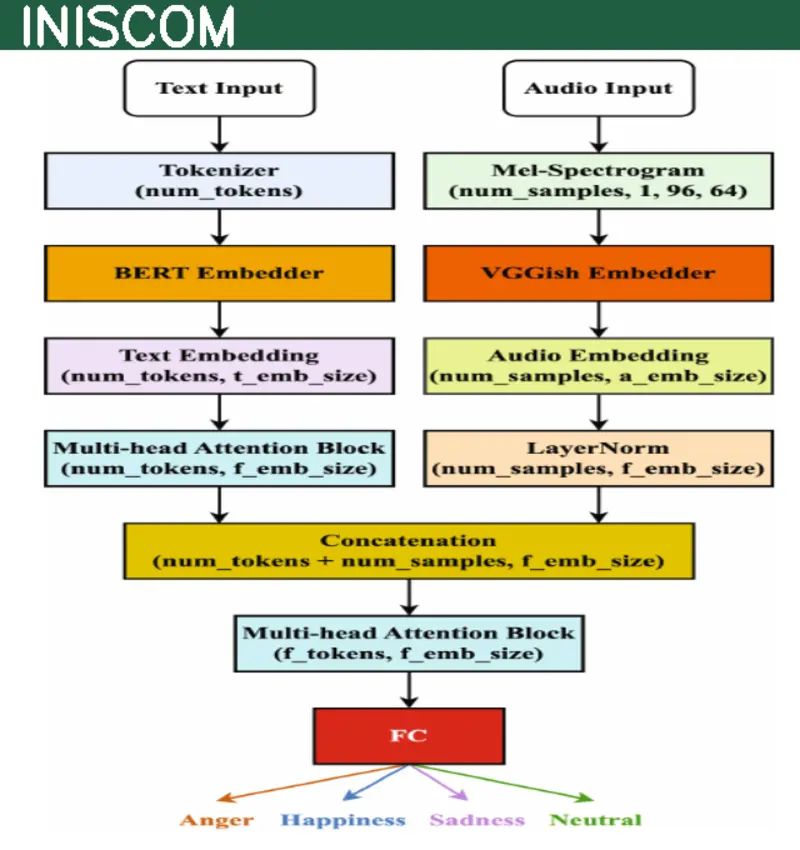 INISCOM
Text Input
Audio Input
Tokenizer
(num_tokens)
Mel-Spectrogram
(num_samples, 1, 96, 64)
BERT Embedder
VGGish Embedder
Text Embedding
(num_tokens, t_emb_size)
Audio Embedding
(num_samples, a_emb_size)
Multi-head Attention Block
(num_tokens, f_emb_size)
LayerNorm
(num_samples, f_emb_size)
Concatenation
(num_tokens + num_samples, f_emb_size)
Multi-head Attention Block
(f_tokens, f_emb_size)
FC
Anger Happiness Sadness Neutral